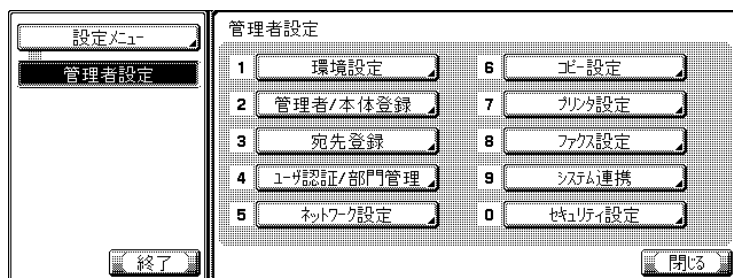 設定メニュー
管理者設定
終了
管理者設定
1 環境設定
2 管理者/本体登録
3 宛先登録
4 ユーザ認証/部門管理
5 ネットワーク設定
6 コピー設定
7 プリンタ設定
8 ファクス設定
9 システム連携
0 セキュリティ設定
閉じる